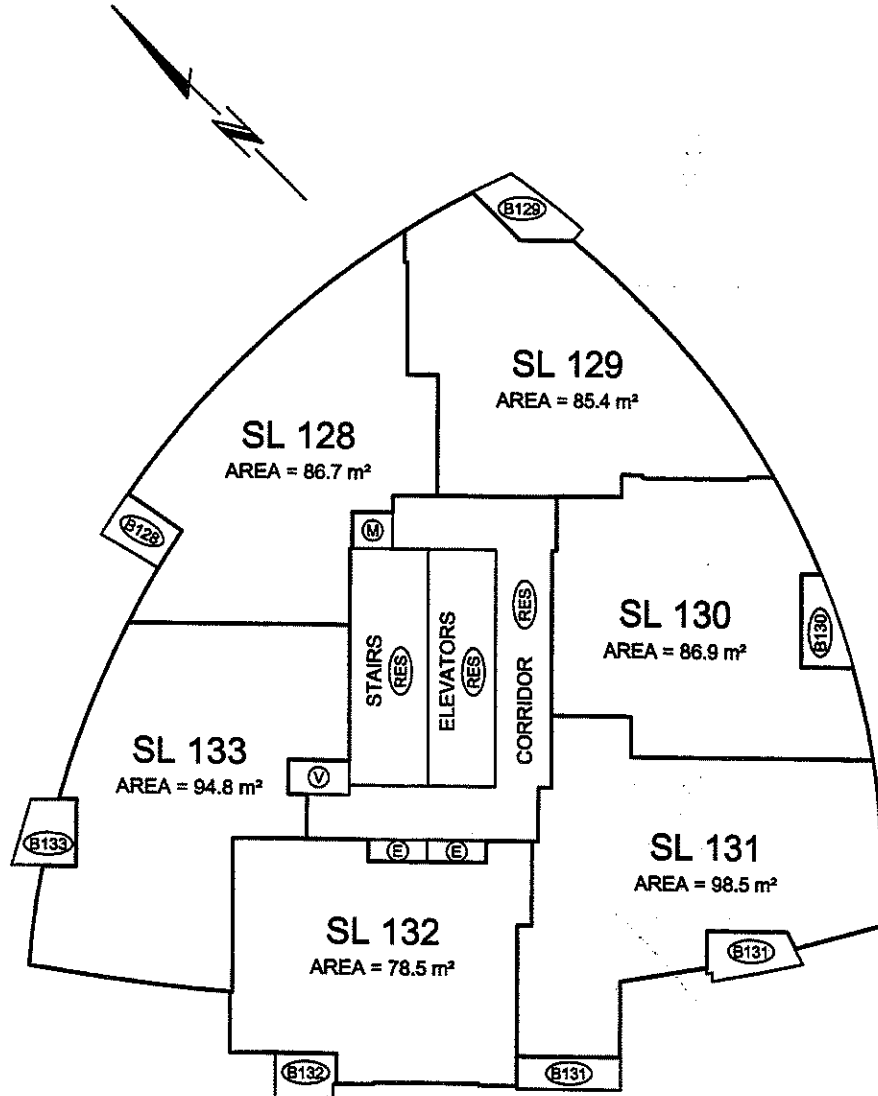 N
B129
SL 129
AREA = 85.4 m²
SL 128
AREA = 86.7 m²
B128
M
RES
SL 130
AREA = 86.9 m²
B130
STAIRS
RES
ELEVATORS
RES
CORRIDOR
SL 133
AREA = 94.8 m²
V
B133
E
E
SL 131
AREA = 98.5 m²
SL 132
AREA = 78.5 m²
B131
B132
B131